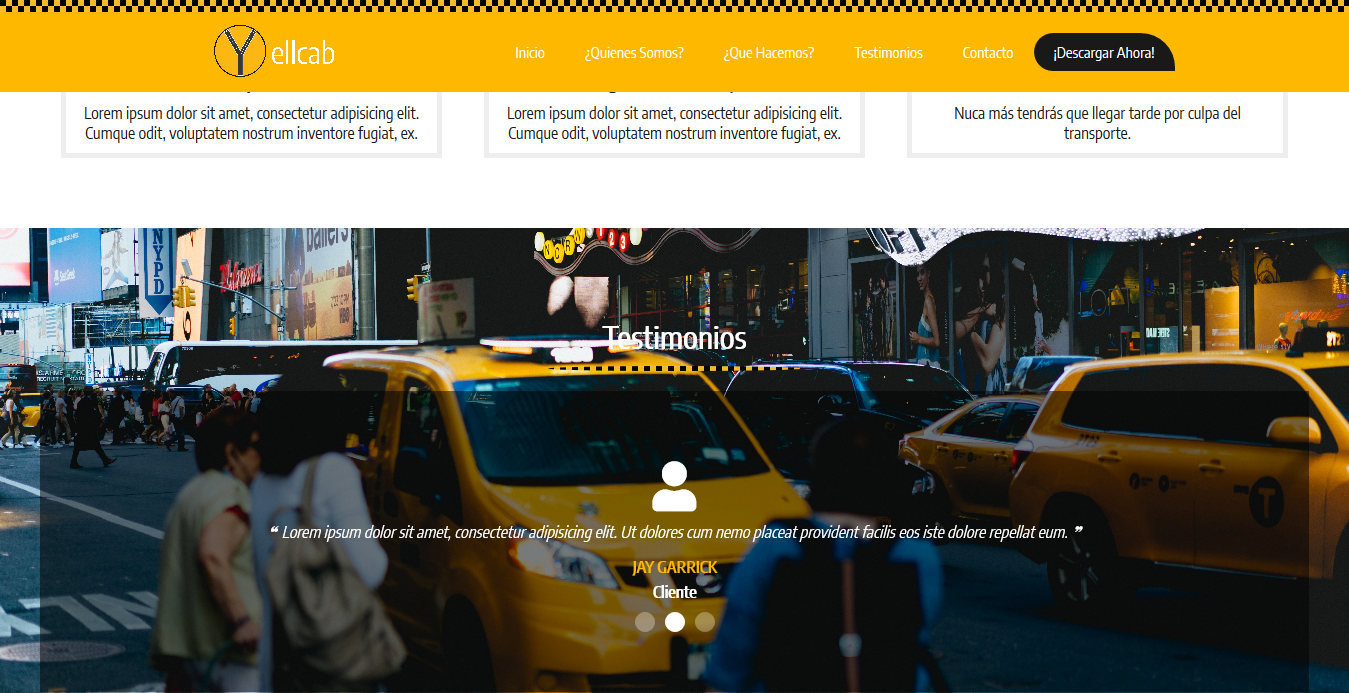 Yellcab
Inicio
¿Quienes Somos?
¿Que Hacemos?
Testimonios
Contacto
¡Descargar Ahora!
Lorem ipsum dolor sit amet, consectetur adipisicing elit.
Cumque odit, voluptatem nostrum inventore fugiat, ex.
Lorem ipsum dolor sit amet, consectetur adipisicing elit.
Cumque odit, voluptatem nostrum inventore fugiat, ex.
Nuca más tendrás que llegar tarde por culpa del
transporte.
NYPD
Testimonios
❝ Lorem ipsum dolor sit amet, consectetur adipisicing elit. Ut dolores cum nemo placeat provident facilis eos iste dolore repellat eum. ❞
JAY GARRICK
Cliente
T